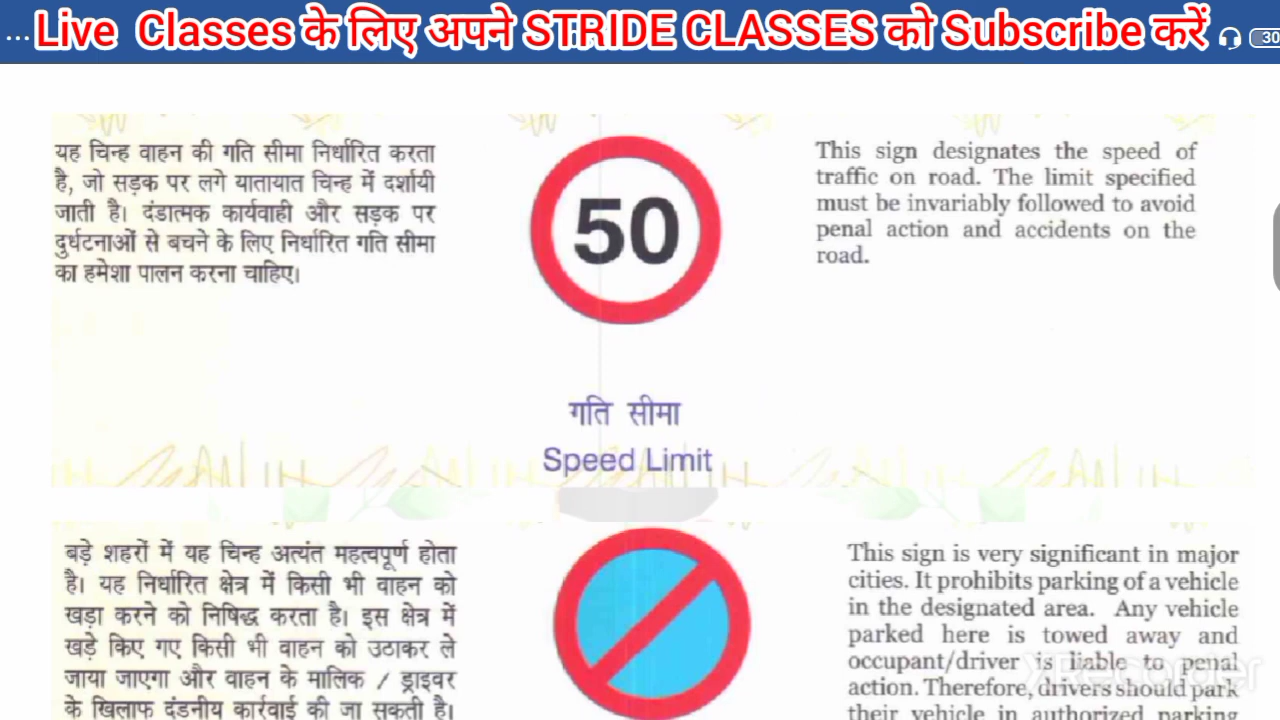 ...Live Classes के लिए अपने STRIDE CLASSES को Subscribe करें
30
यह चिन्ह वाहन की गति सीमा निर्धारित करता
है, जो सड़क पर लगे यातायात चिन्ह में दर्शायी
जाती है। दंडात्मक कार्यवाही और सड़क पर
दुर्घटनाओं से बचने के लिए निर्धारित गति सीमा
का हमेशा पालन करना चाहिए।
50
This sign designates the speed of
traffic on road. The limit specified
must be invariably followed to avoid
penal action and accidents on the
road.
गति सीमा
Speed Limit
बड़े शहरों में यह चिन्ह अत्यंत महत्वपूर्ण होता
है। यह निर्धारित क्षेत्र में किसी भी वाहन को
खड़ा करने को निषिद्ध करता है। इस क्षेत्र में
खड़े किए गए किसी भी वाहन को उठाकर ले
जाया जाएगा और वाहन के मालिक / ड्राइवर
के खिलाफ दंडनीय कार्रवाई की जा सकती है।
This sign is very significant in major
cities. It prohibits parking of a vehicle
in the designated area. Any vehicle
parked here is towed away and
occupant/driver is liable to penal
action. Therefore, drivers should park
their vehicle in authorized parking
XRecorder